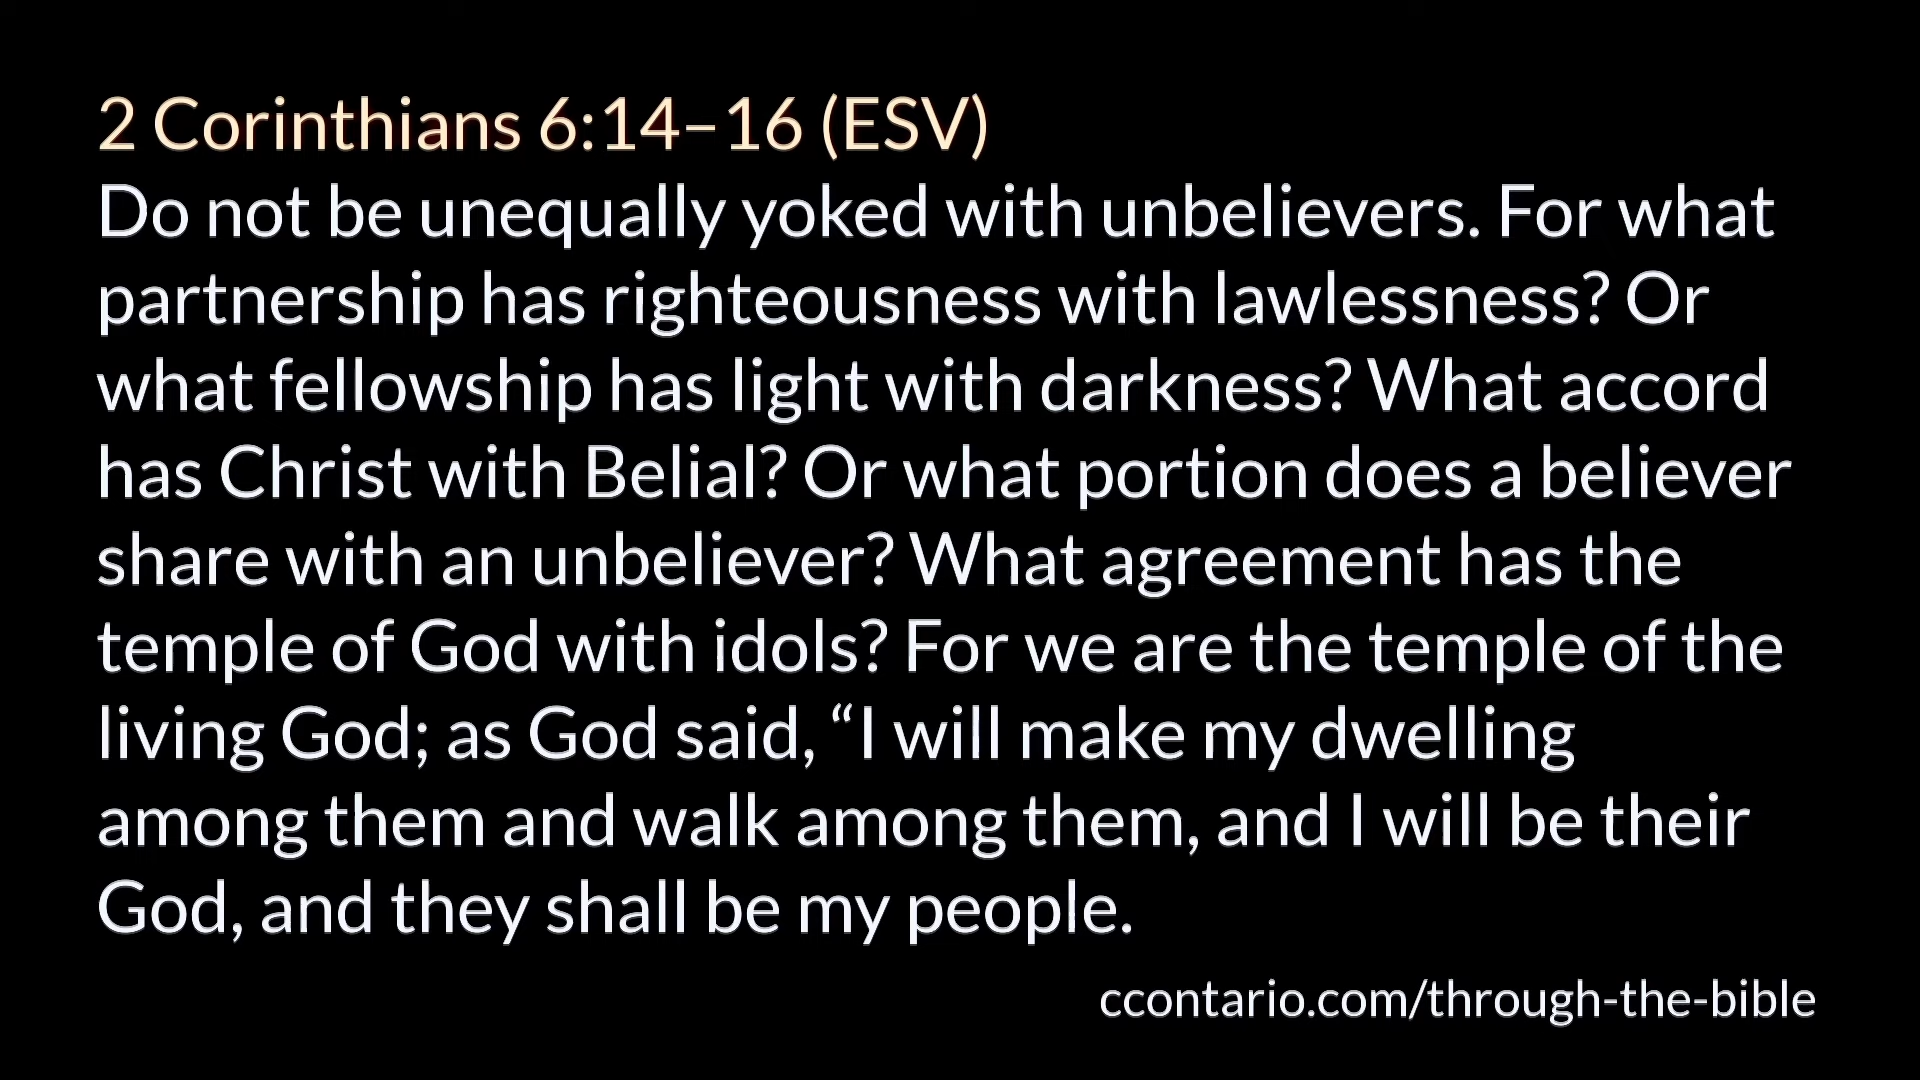 2 Corinthians 6:14–16 (ESV)
Do not be unequally yoked with unbelievers. For what
partnership has righteousness with lawlessness? Or
what fellowship has light with darkness? What accord
has Christ with Belial? Or what portion does a believer
share with an unbeliever? What agreement has the
temple of God with idols? For we are the temple of the
living God; as God said, “I will make my dwelling
among them and walk among them, and I will be their
God, and they shall be my people.
ccontario.com/through-the-bible